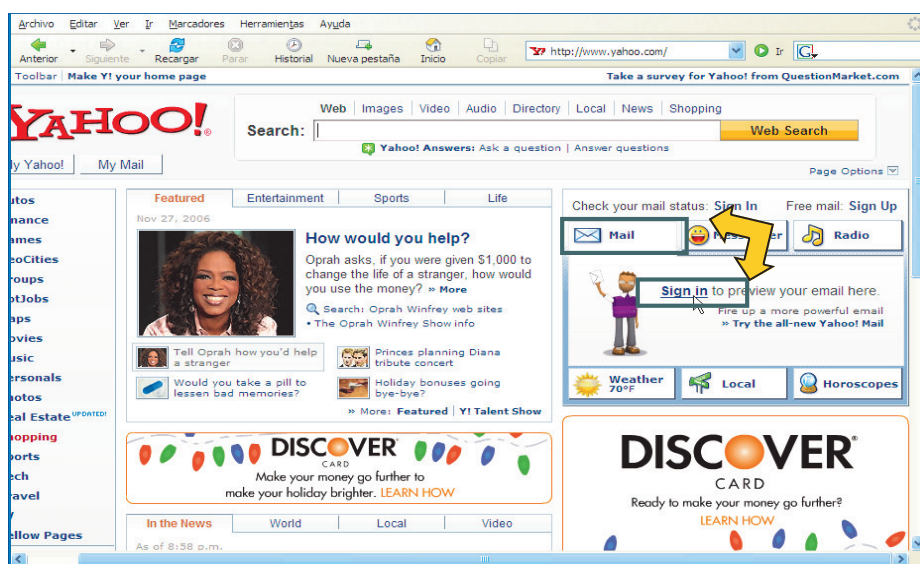 Archivo Editar Ver Ir Marcadores Herramientas Ayuda
Anterior Siguiente Recargar Parar Historial Nueva pestaña Inicio Copiar http://www.yahoo.com/ Ir
Toolbar Make Y! your home page Take a survey for Yahoo! from QuestionMarket.com
YAHOO!
Web Images Video Audio Directory Local News Shopping
Search: Web Search
Yahoo! Answers: Ask a question | Answer questions
y Yahoo! My Mail
Page Options
utos
nance
ames
eoCities
roups
otJobs
aps
ovies
usic
ersonals
hotos
eal Estate UPDATED!
hopping
ports
ech
ravel
ellow Pages
Featured Entertainment Sports Life
Nov 27, 2006
How would you help?
Oprah asks, if you were given $1,000 to
change the life of a stranger, how would
you use the money? » More
Search: Oprah Winfrey web sites
• The Oprah Winfrey Show info
Tell Oprah how you'd help
a stranger
Princes planning Diana
tribute concert
Would you take a pill to
lessen bad memories?
Holiday bonuses going
bye-bye?
» More: Featured | Y! Talent Show
DISCOVER
CARD
Make your money go further to
make your holiday brighter. LEARN HOW
In the News World Local Video
As of 8:58 p.m.
Check your mail status: Sign In Free mail: Sign Up
Mail Radio
Sign in to preview your email here.
Fire up a more powerful email
» Try the all-new Yahoo! Mail
Weather
70°F
Local
Horoscopes
DISCOVER
CARD
Ready to make your money go further?
LEARN HOW